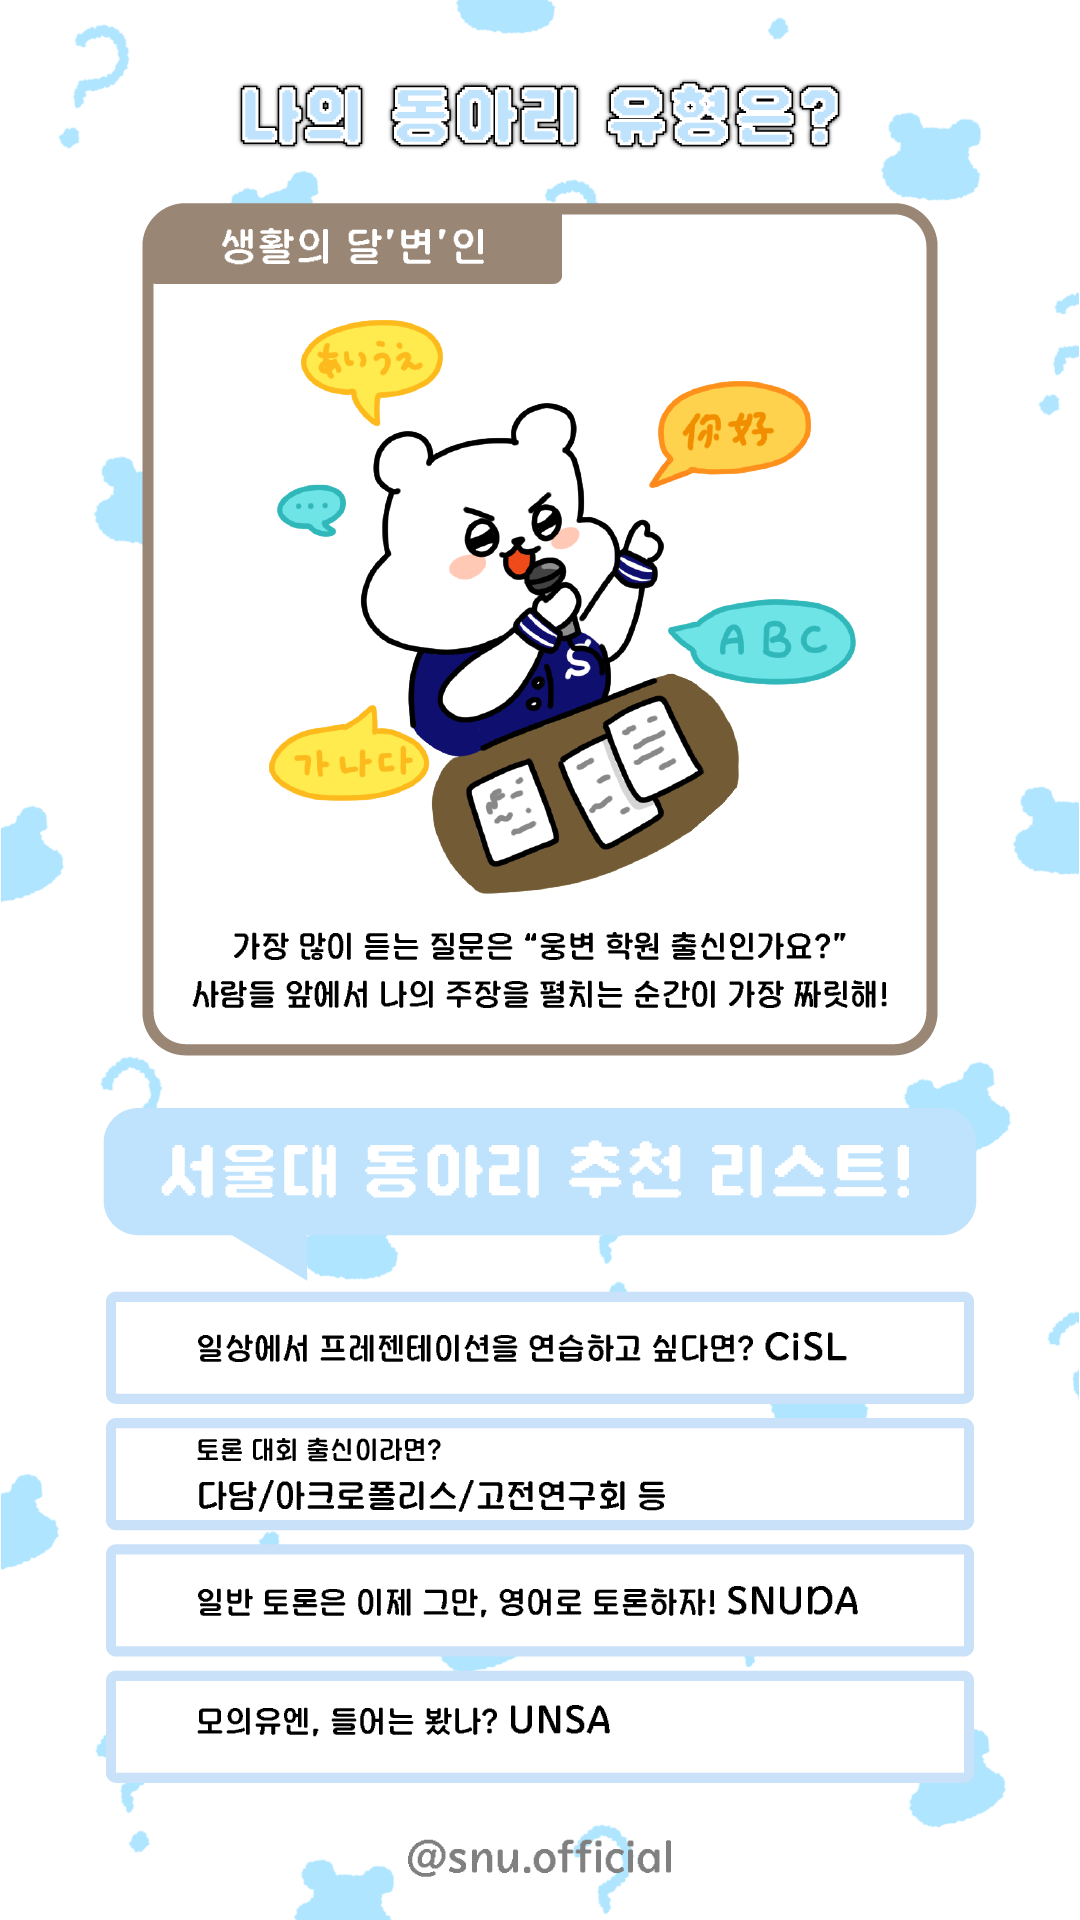 나의 동아리 유형은?
생활의 달'변'인
あいうえ
你好
...
A B C
가나다
S
가장 많이 듣는 질문은 “웅변 학원 출신인가요?”
사람들 앞에서 나의 주장을 펼치는 순간이 가장 짜릿해!
서울대 동아리 추천 리스트!
일상에서 프레젠테이션을 연습하고 싶다면? CiSL
토론 대회 출신이라면?
다담/아크로폴리스/고전연구회 등
일반 토론은 이제 그만, 영어로 토론하자! SNUDA
모의유엔, 들어는 봤나? UNSA
@snu.official